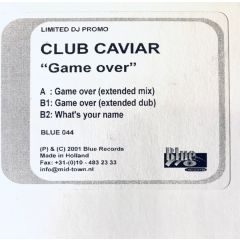 LIMITED DJ PROMO
CLUB CAVIAR
“Game over”
A : Game over (extended mix)
B1: Game over (extended dub)
B2: What's your name
BLUE 044
(P) & (C) 2001 Blue Records
Made in Holland
Fax: +31-(0)10 - 483 23 33
info@mid-town.nl
Blue